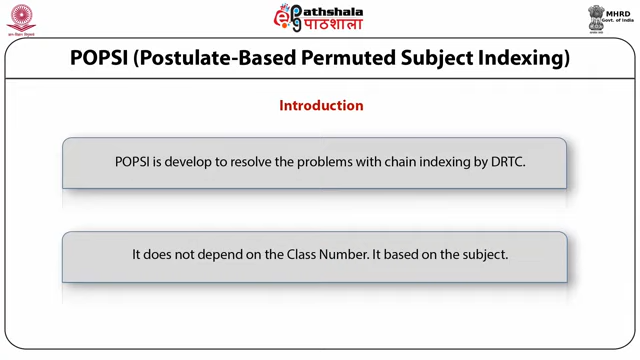 ePathshala
पाठशाला
MHRD
Govt. of India
POPSI (Postulate-Based Permuted Subject Indexing)
Introduction
POPSI is develop to resolve the problems with chain indexing by DRTC.
It does not depend on the Class Number. It based on the subject.